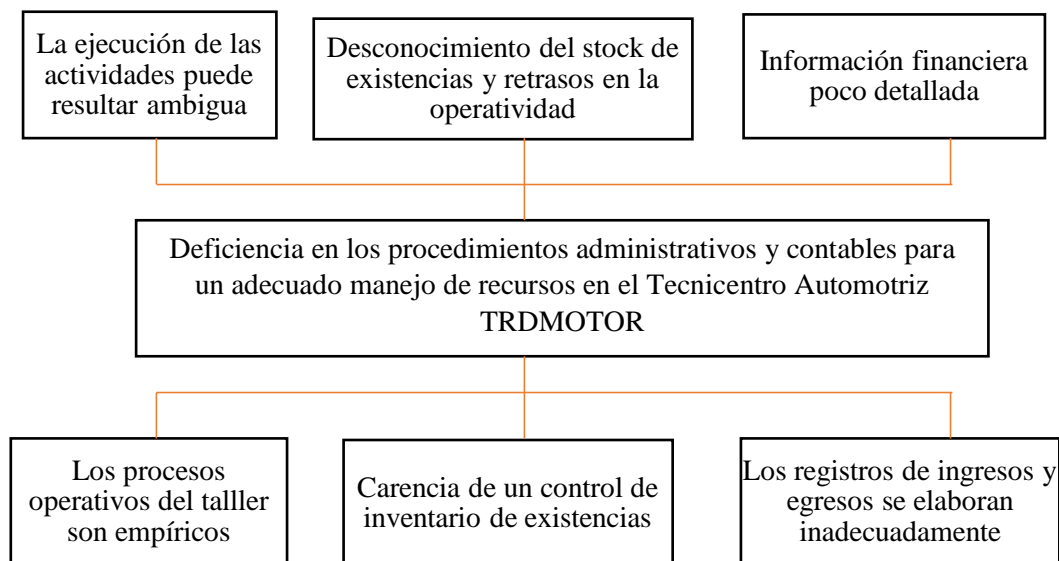 La ejecución de las
actividades puede
resultar ambigua
Desconocimiento del stock de
existencias y retrasos en la
operatividad
Información financiera
poco detallada
Deficiencia en los procedimientos administrativos y contables para
un adecuado manejo de recursos en el Tecnicentro Automotriz
TRDMOTOR
Los procesos
operativos del talller
son empíricos
Carencia de un control de
inventario de existencias
Los registros de ingresos y
egresos se elaboran
inadecuadamente